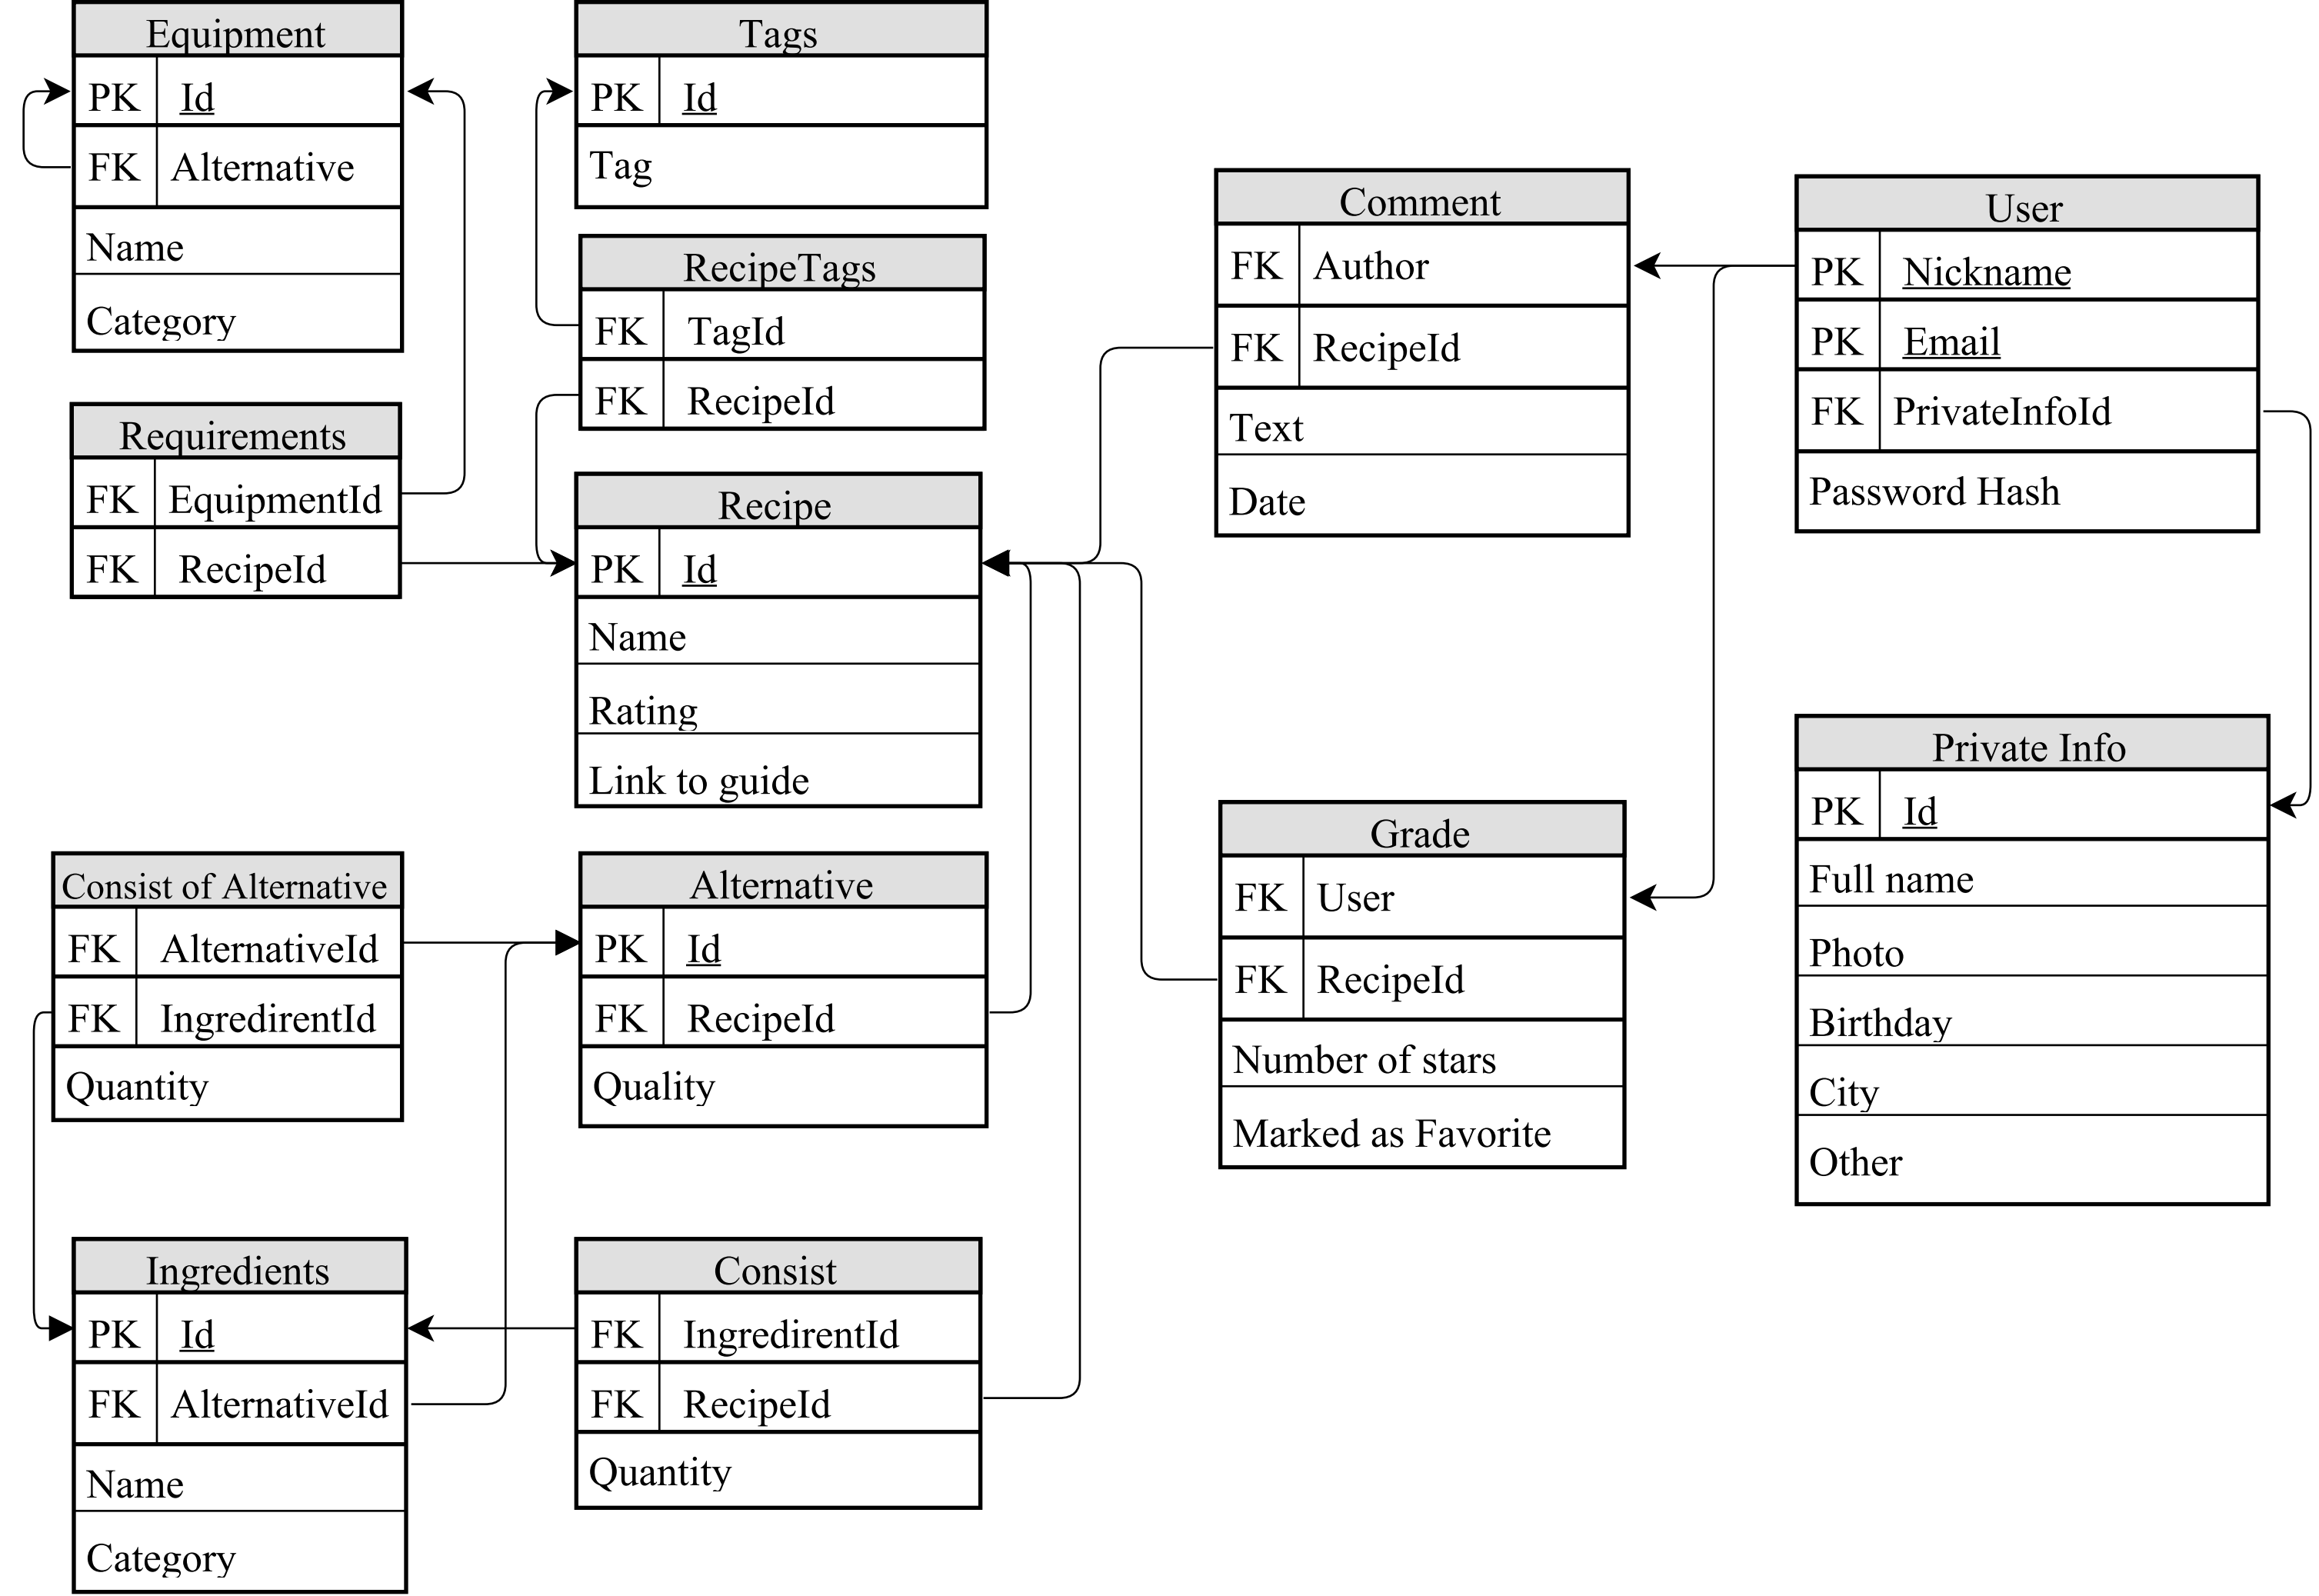 Equipment
PK Id
FK Alternative
Name
Category
Requirements
FK EquipmentId
FK RecipeId
Tags
PK Id
Tag
RecipeTags
FK TagId
FK RecipeId
Recipe
PK Id
Name
Rating
Link to guide
Comment
FK Author
FK RecipeId
Text
Date
User
PK Nickname
PK Email
FK PrivateInfoId
Password Hash
Consist of Alternative
FK AlternativeId
FK IngredirentId
Quantity
Alternative
PK Id
FK RecipeId
Quality
Grade
FK User
FK RecipeId
Number of stars
Marked as Favorite
Private Info
PK Id
Full name
Photo
Birthday
City
Other
Ingredients
PK Id
FK AlternativeId
Name
Category
Consist
FK IngredirentId
FK RecipeId
Quantity